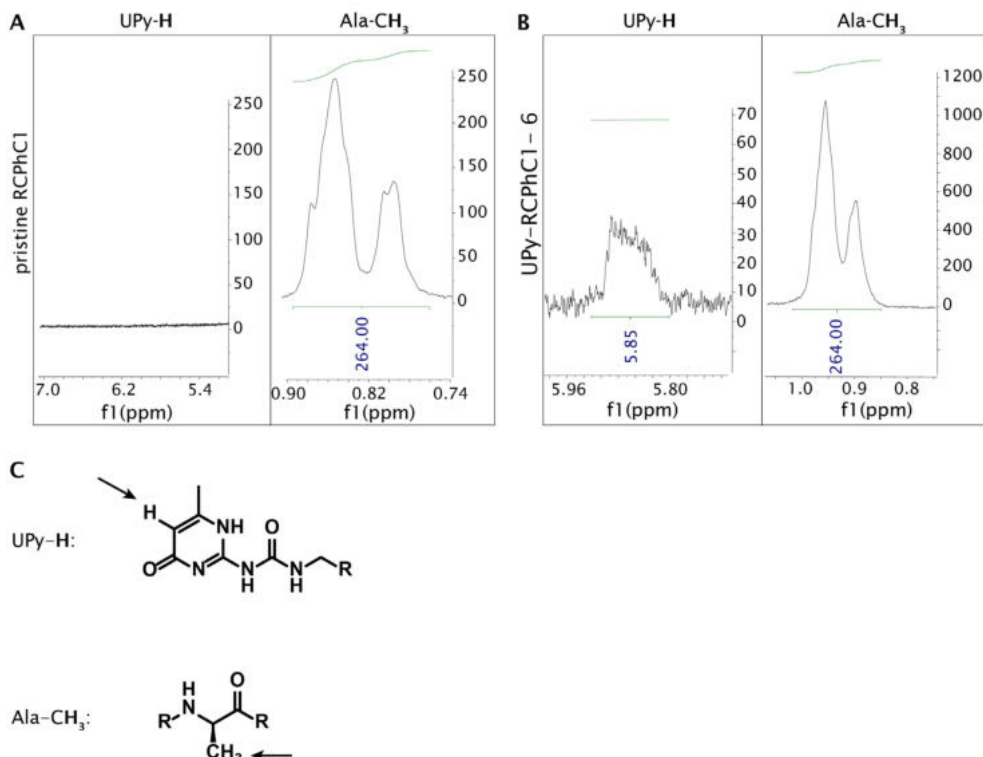 A
UPy-H
Ala-CH3
pristine RCPhC1
250
200
150
100
50
0
7.0 6.2 5.4
f1(ppm)
250
200
150
100
50
0
264.00
0.90 0.82 0.74
f1(ppm)
B
UPy-H
Ala-CH3
UPy-RCPhC1-6
70
60
50
40
30
20
10
0
5.85
5.96 5.80
f1(ppm)
1200
1000
800
600
400
200
0
264.00
1.0 0.9 0.8
f1(ppm)
C
UPy-H:
H
NH
O
O
N
N
H
N
H
R
Ala-CH3:
H
N
O
R
R
CH3